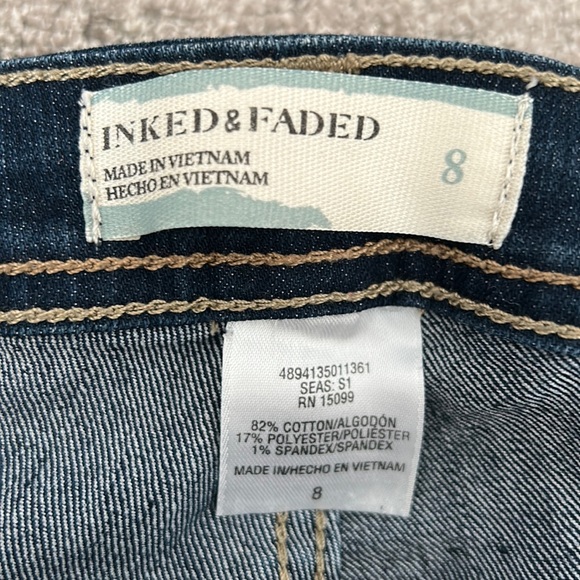 INKED & FADED
MADE IN VIETNAM
HECHO EN VIETNAM
8
4894135011361
SEAS: S1
RN 15099
82% COTTON/ALGODÓN
17% POLYESTER/POLIÉSTER
1% SPANDEX/SPANDEX
MADE IN/HECHO EN VIETNAM
8